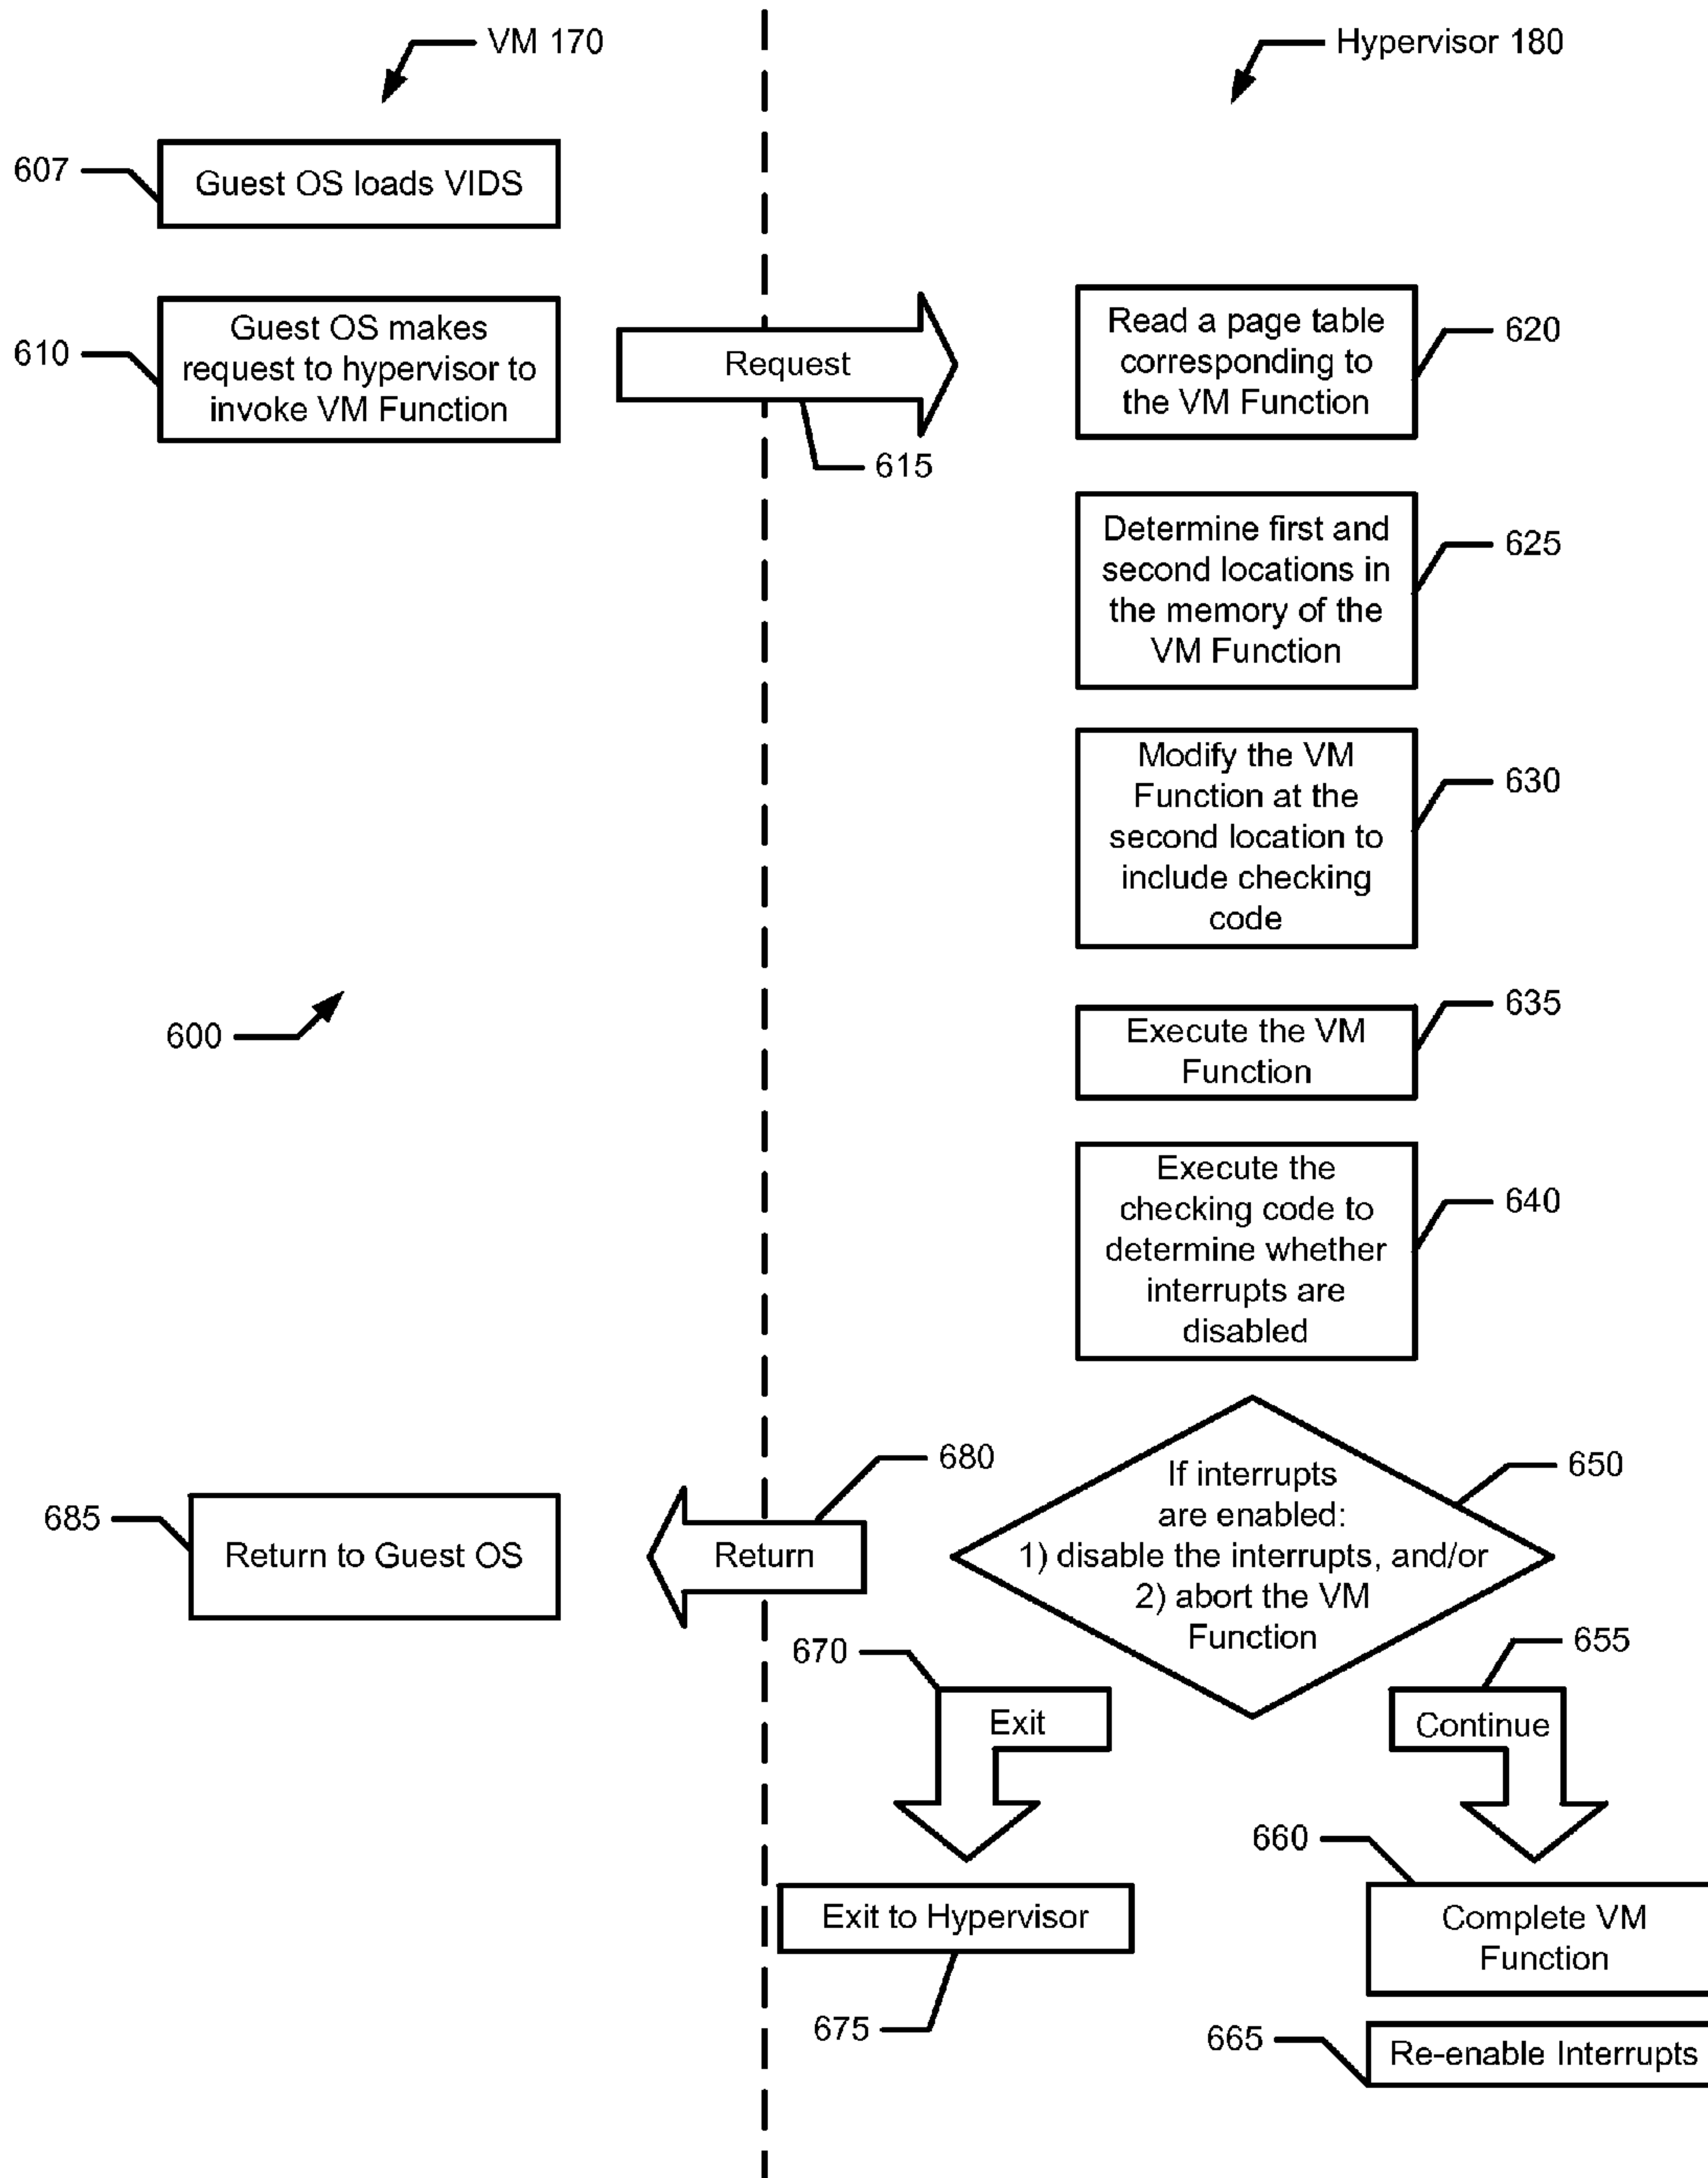 VM 170
Hypervisor 180
607
Guest OS loads VIDS
610
Guest OS makes
request to hypervisor to
invoke VM Function
Request
615
Read a page table
corresponding to
the VM Function
620
Determine first and
second locations in
the memory of the
VM Function
625
Modify the VM
Function at the
second location to
include checking
code
630
600
Execute the VM
Function
635
Execute the
checking code to
determine whether
interrupts are
disabled
640
If interrupts
are enabled:
1) disable the interrupts, and/or
2) abort the VM
Function
650
680
Return
685
Return to Guest OS
670
Exit
655
Continue
Exit to Hypervisor
675
660
Complete VM
Function
665
Re-enable Interrupts